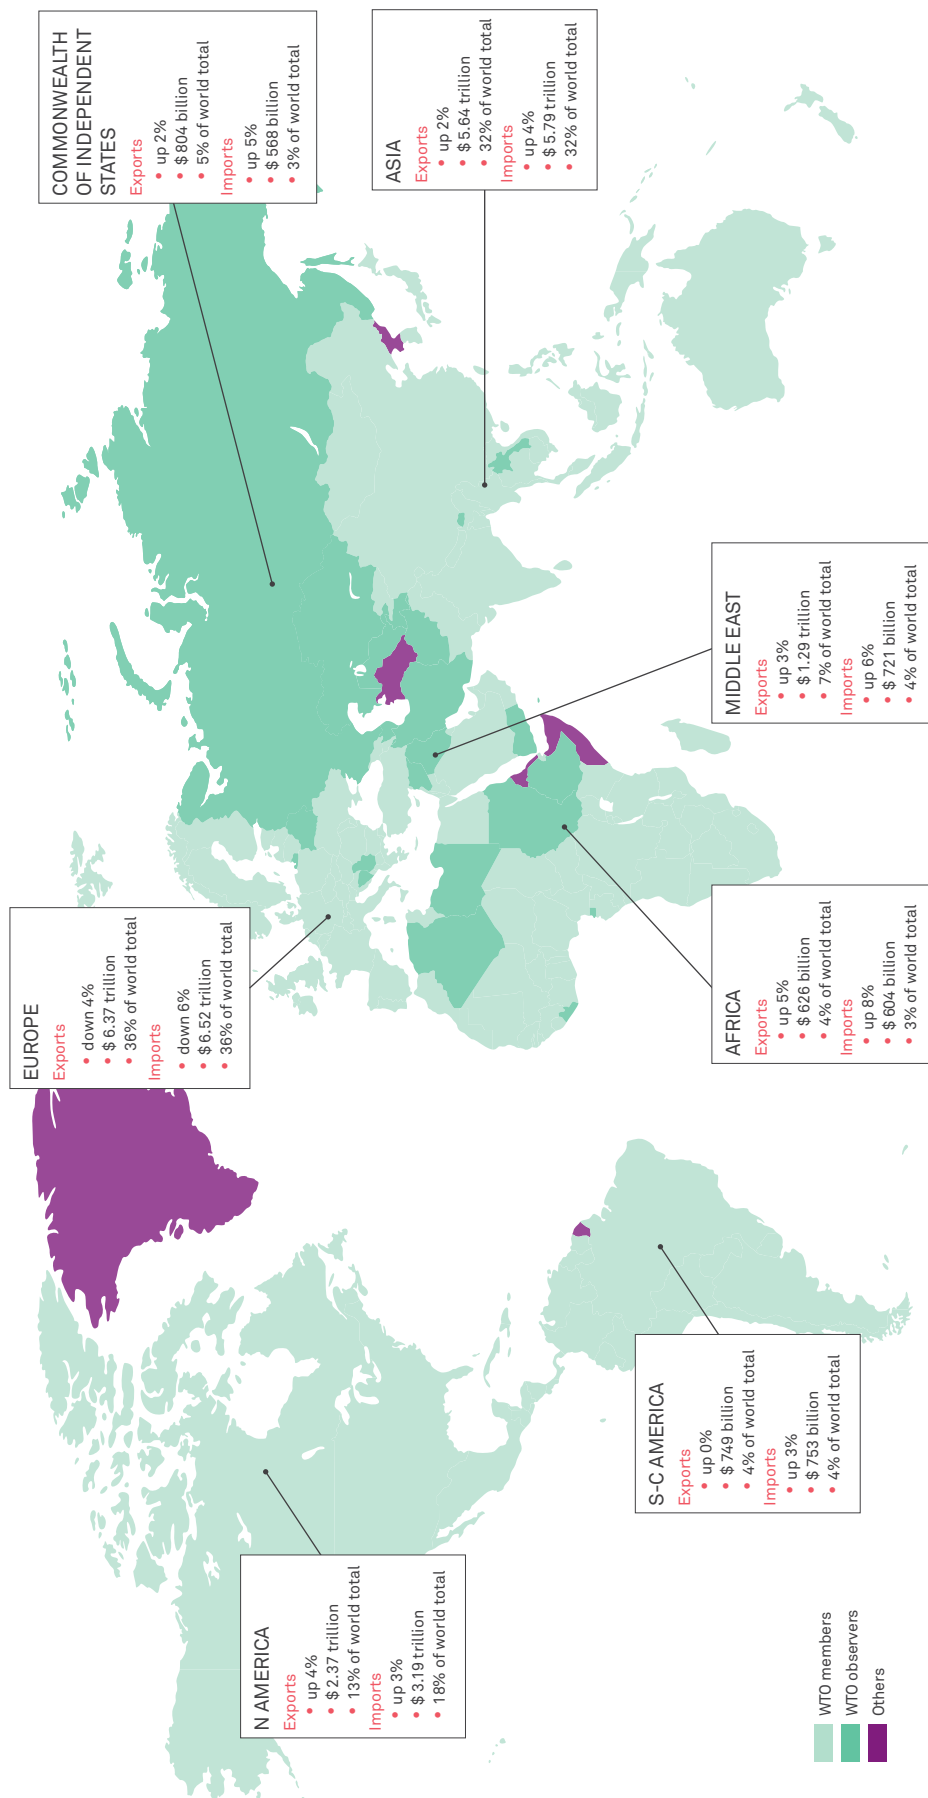 COMMONWEALTH
OF INDEPENDENT
STATES
Exports
• up 2%
• $ 804 billion
• 5% of world total
Imports
• up 5%
• $ 568 billion
• 3% of world total
ASIA
Exports
• up 2%
• $ 5.64 trillion
• 32% of world total
Imports
• up 4%
• $ 5.79 trillion
• 32% of world total
MIDDLE EAST
Exports
• up 3%
• $ 1.29 trillion
• 7% of world total
Imports
• up 6%
• $ 721 billion
• 4% of world total
EUROPE
Exports
• down 4%
• $ 6.37 trillion
• 36% of world total
Imports
• down 6%
• $ 6.52 trillion
• 36% of world total
AFRICA
Exports
• up 5%
• $ 626 billion
• 4% of world total
Imports
• up 8%
• $ 604 billion
• 3% of world total
S-C AMERICA
Exports
• up 0%
• $ 749 billion
• 4% of world total
Imports
• up 3%
• $ 753 billion
• 4% of world total
N AMERICA
Exports
• up 4%
• $ 2.37 trillion
• 13% of world total
Imports
• up 3%
• $ 3.19 trillion
• 18% of world total
WTO members
WTO observers
Others